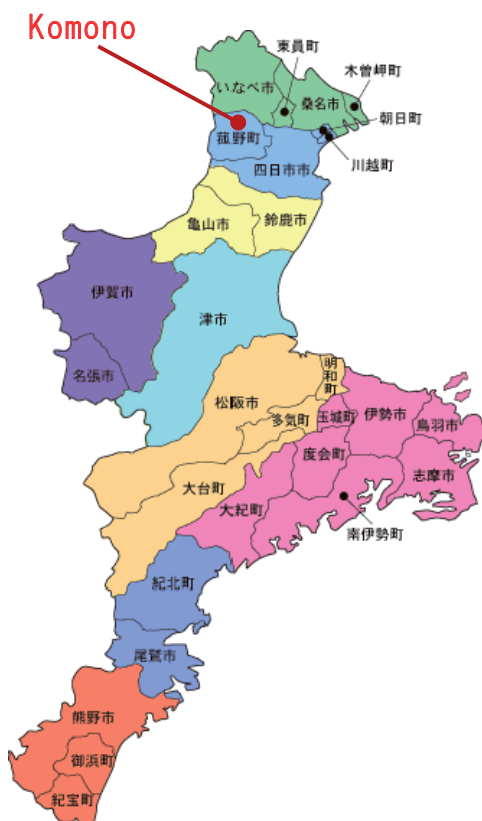 Komono
東員町
木曽岬町
いなべ市
桑名市
朝日町
菰野町
川越町
四日市市
亀山市
鈴鹿市
伊賀市
津市
名張市
明和町
松阪市
多気町
玉城町
伊勢市
鳥羽市
度会町
志摩市
大台町
大紀町
南伊勢町
紀北町
尾鷲市
熊野市
御浜町
紀宝町